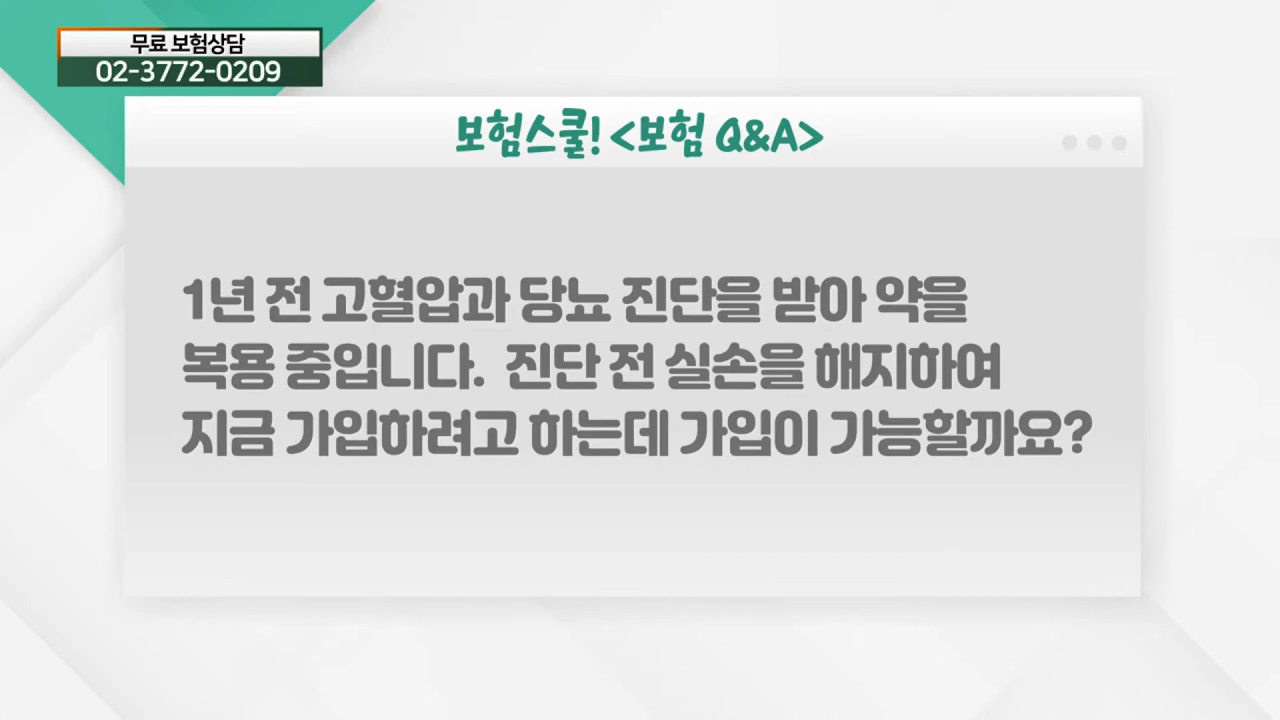 무료 보험상담
02-3772-0209
보험스쿨! <보험 Q&A>
1년 전 고혈압과 당뇨 진단을 받아 약을
복용 중입니다. 진단 전 실손을 해지하여
지금 가입하려고 하는데 가입이 가능할까요?